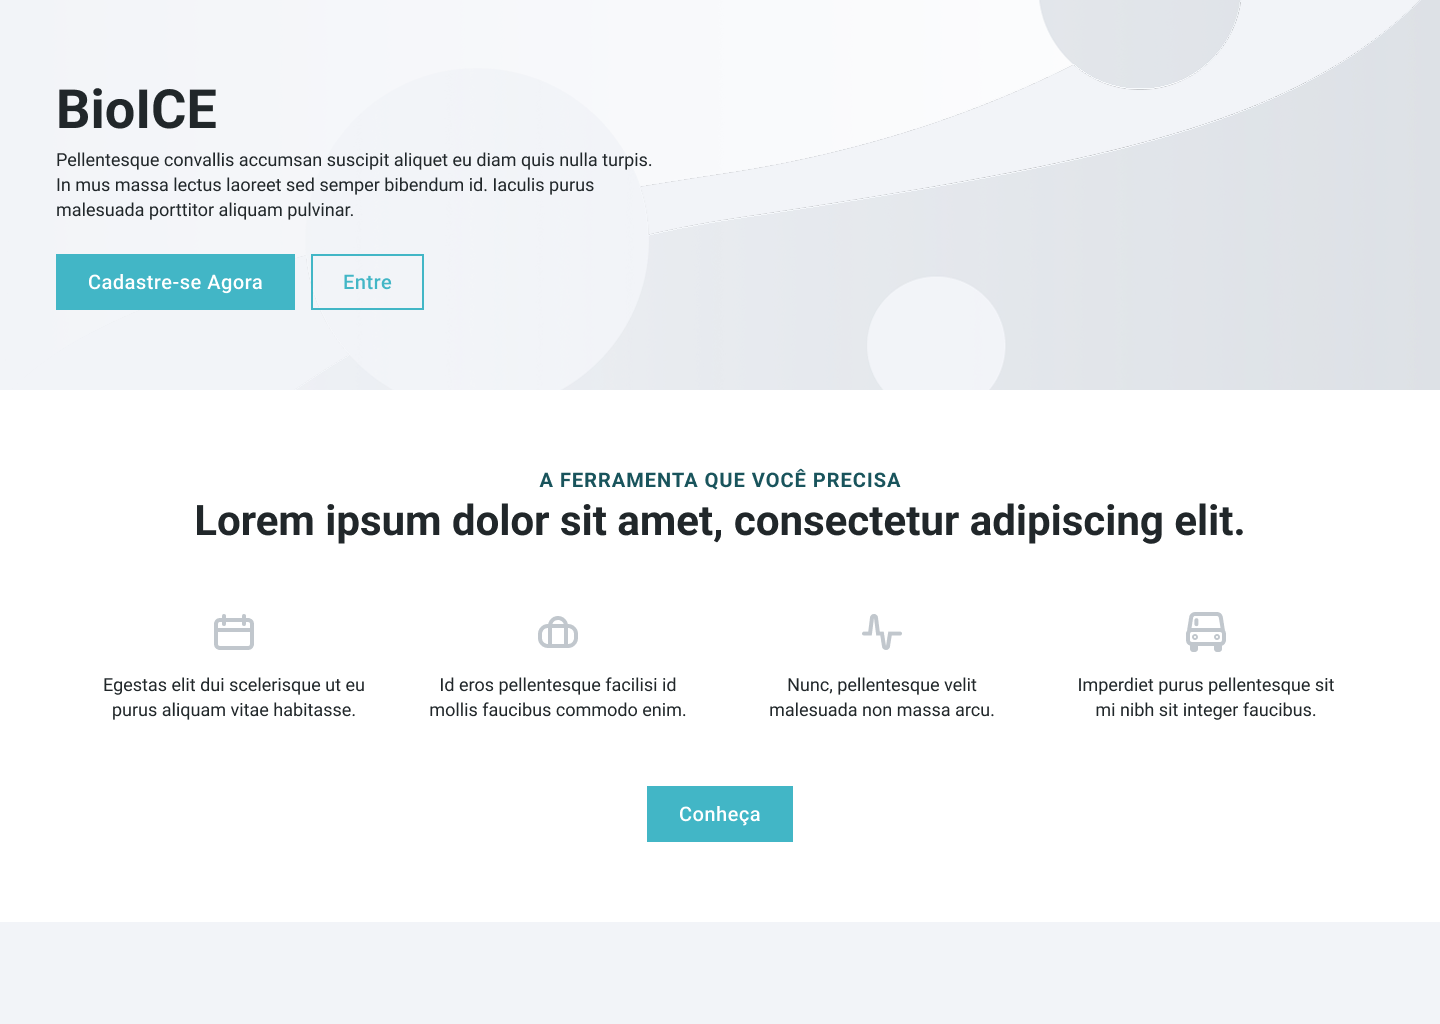 BioICE
Pellentesque convallis accumsan suscipit aliquet eu diam quis nulla turpis.
In mus massa lectus laoreet sed semper bibendum id. Iaculis purus
malesuada porttitor aliquam pulvinar.
Cadastre-se Agora
Entre
A FERRAMENTA QUE VOCÊ PRECISA
Lorem ipsum dolor sit amet, consectetur adipiscing elit.
Egestas elit dui scelerisque ut eu
purus aliquam vitae habitasse.
Id eros pellentesque facilisi id
mollis faucibus commodo enim.
Nunc, pellentesque velit
malesuada non massa arcu.
Imperdiet purus pellentesque sit
mi nibh sit integer faucibus.
Conheça